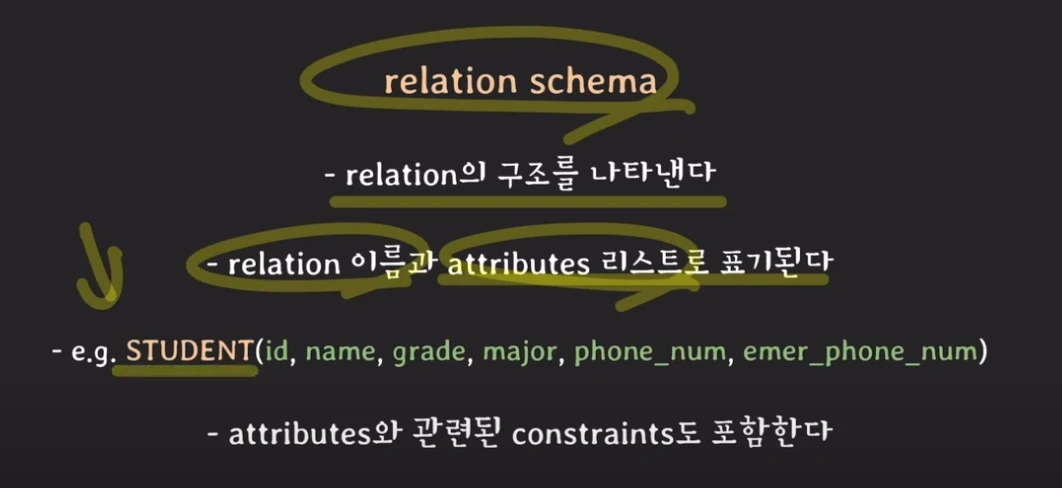 relation schema
- relation의 구조를 나타낸다
- relation 이름과 attributes 리스트로 표기된다
- e.g. STUDENT(id, name, grade, major, phone_num, emer_phone_num)
- attributes와 관련된 constraints도 포함한다